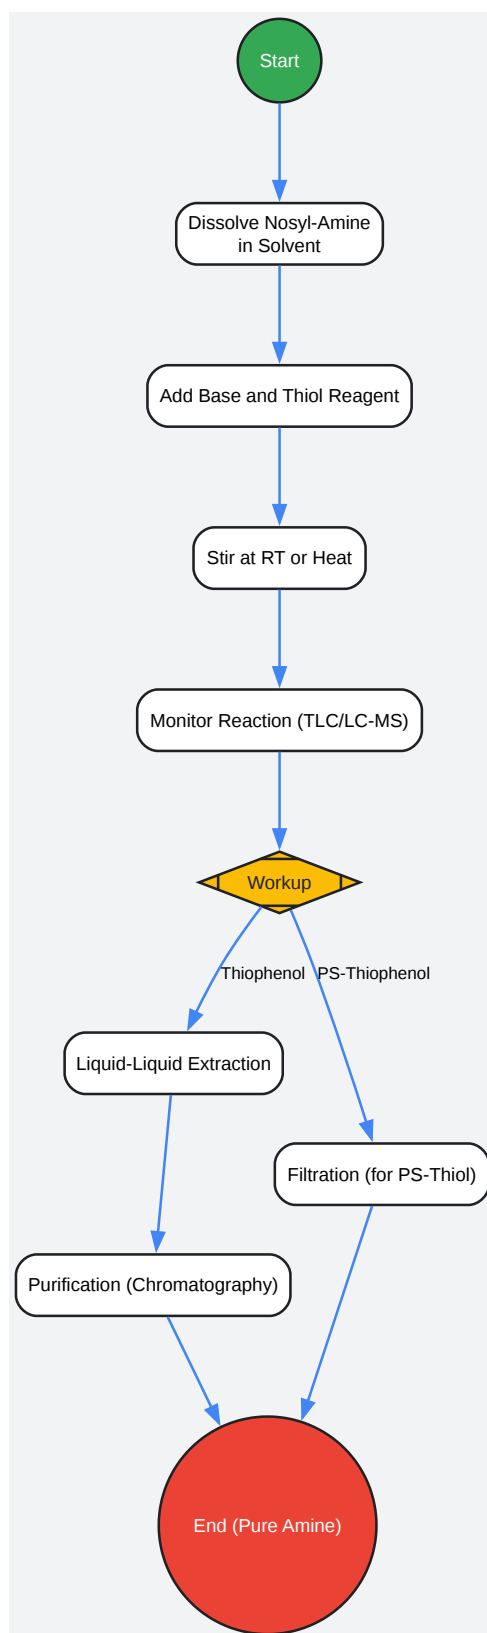 Start
Dissolve Nosyl-Amine
in Solvent
Add Base and Thiol Reagent
Stir at RT or Heat
Monitor Reaction (TLC/LC-MS)
Workup
Thiophenol
PS-Thiophenol
Liquid-Liquid Extraction
Filtration (for PS-Thiol)
Purification (Chromatography)
End (Pure Amine)